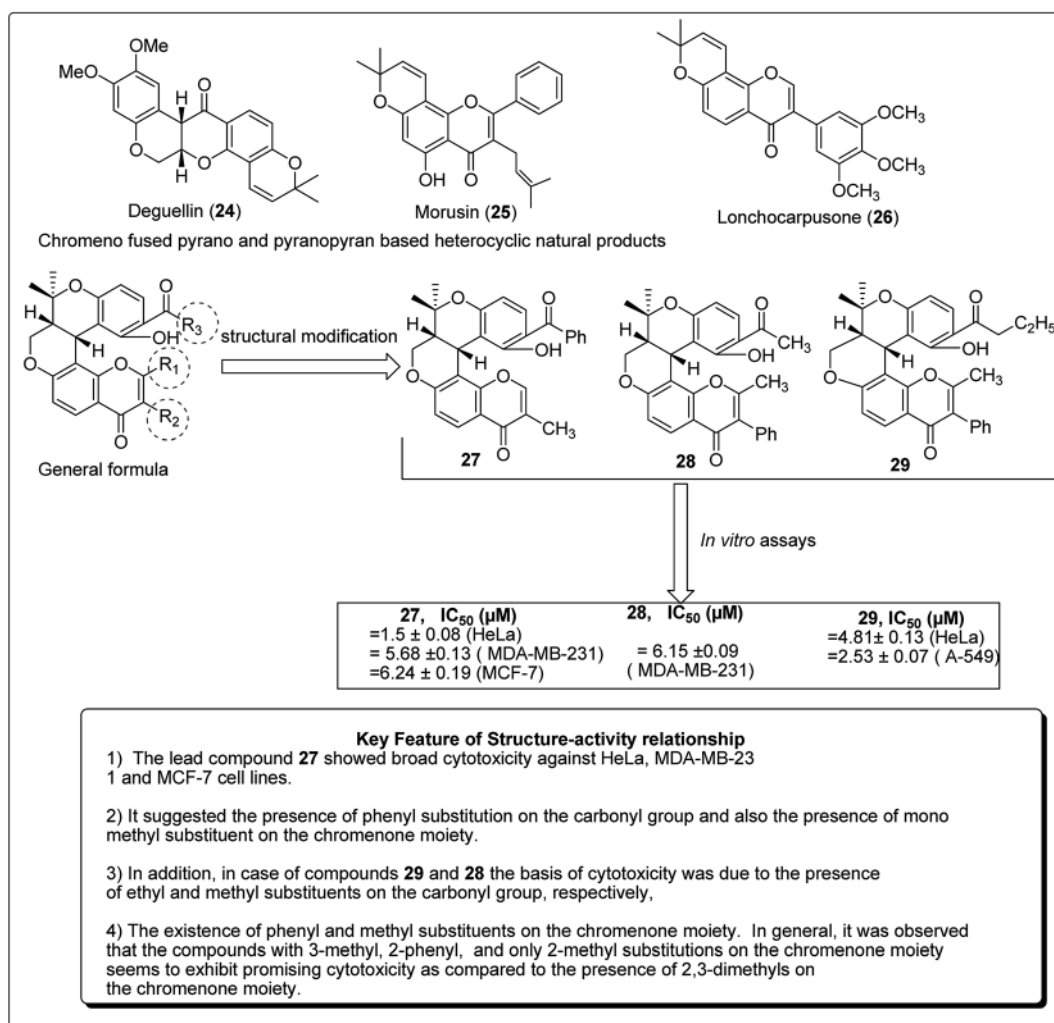 OMe
MeO
H
O
O
H
O
O
Deguellin (24)
O
O
OH
O
Morusin (25)
O
O
O
OCH3
OCH3
OCH3
Lonchocarpusone (26)
Chromeno fused pyrano and pyranopyran based heterocyclic natural products
O
O
H
R3
OH
H
O
O
R1
R2
O
General formula
structural modification
O
O
H
Ph
OH
H
O
O
CH3
O
27
O
O
H
CH3
OH
H
O
O
CH3
Ph
O
28
O
O
H
C2H5
OH
H
O
O
CH3
Ph
O
29
In vitro assays
27, IC50 (µM)
=1.5 ± 0.08 (HeLa)
= 5.68 ±0.13 ( MDA-MB-231)
=6.24 ± 0.19 (MCF-7)
28, IC50 (µM)
= 6.15 ±0.09
( MDA-MB-231)
29, IC50 (µM)
=4.81± 0.13 (HeLa)
=2.53 ± 0.07 ( A-549)
Key Feature of Structure-activity relationship
1) The lead compound 27 showed broad cytotoxicity against HeLa, MDA-MB-23
1 and MCF-7 cell lines.
2) It suggested the presence of phenyl substitution on the carbonyl group and also the presence of mono
methyl substituent on the chromenone moiety.
3) In addition, in case of compounds 29 and 28 the basis of cytotoxicity was due to the presence
of ethyl and methyl substituents on the carbonyl group, respectively,
4) The existence of phenyl and methyl substituents on the chromenone moiety. In general, it was observed
that the compounds with 3-methyl, 2-phenyl, and only 2-methyl substitutions on the chromenone moiety
seems to exhibit promising cytotoxicity as compared to the presence of 2,3-dimethyls on
the chromenone moiety.